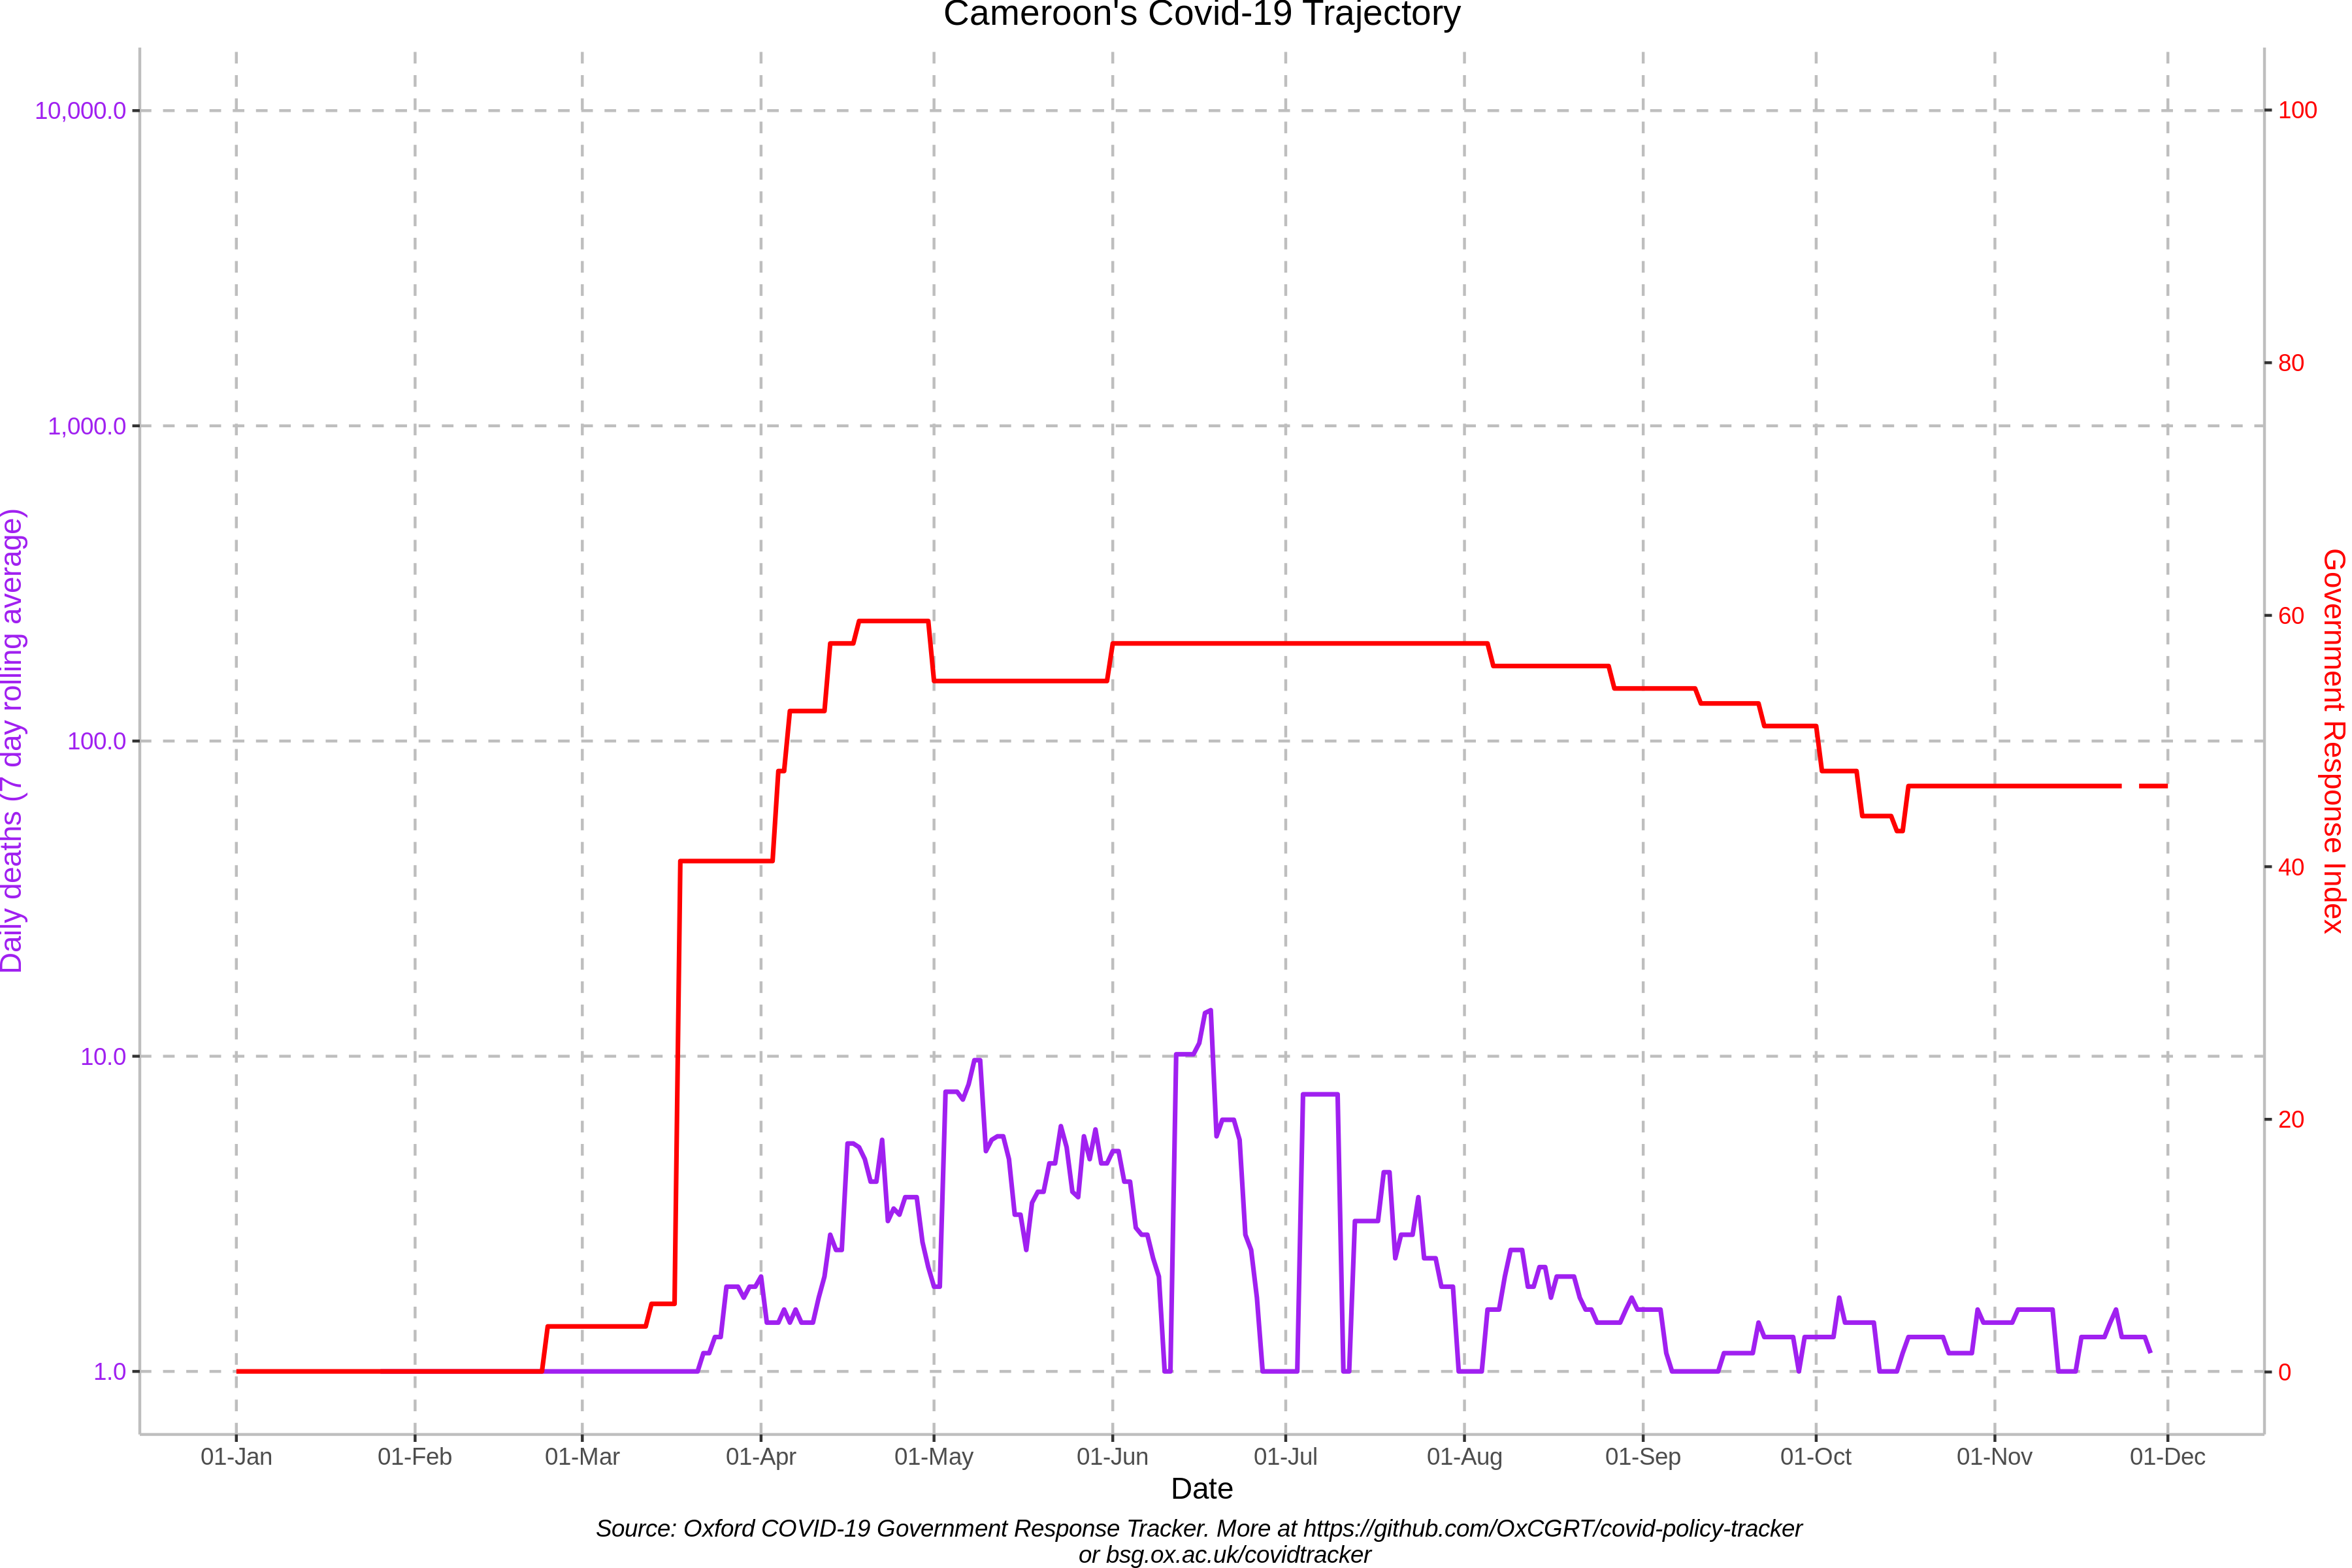 Cameroon's Covid-19 Trajectory
10,000.0
1,000.0
100.0
10.0
1.0
Daily deaths (7 day rolling average)
100
80
60
40
20
0
Government Response Index
01-Jan 01-Feb 01-Mar 01-Apr 01-May 01-Jun 01-Jul 01-Aug 01-Sep 01-Oct 01-Nov 01-Dec
Date
Source: Oxford COVID-19 Government Response Tracker. More at https://github.com/OxCGRT/covid-policy-tracker
or bsg.ox.ac.uk/covidtracker